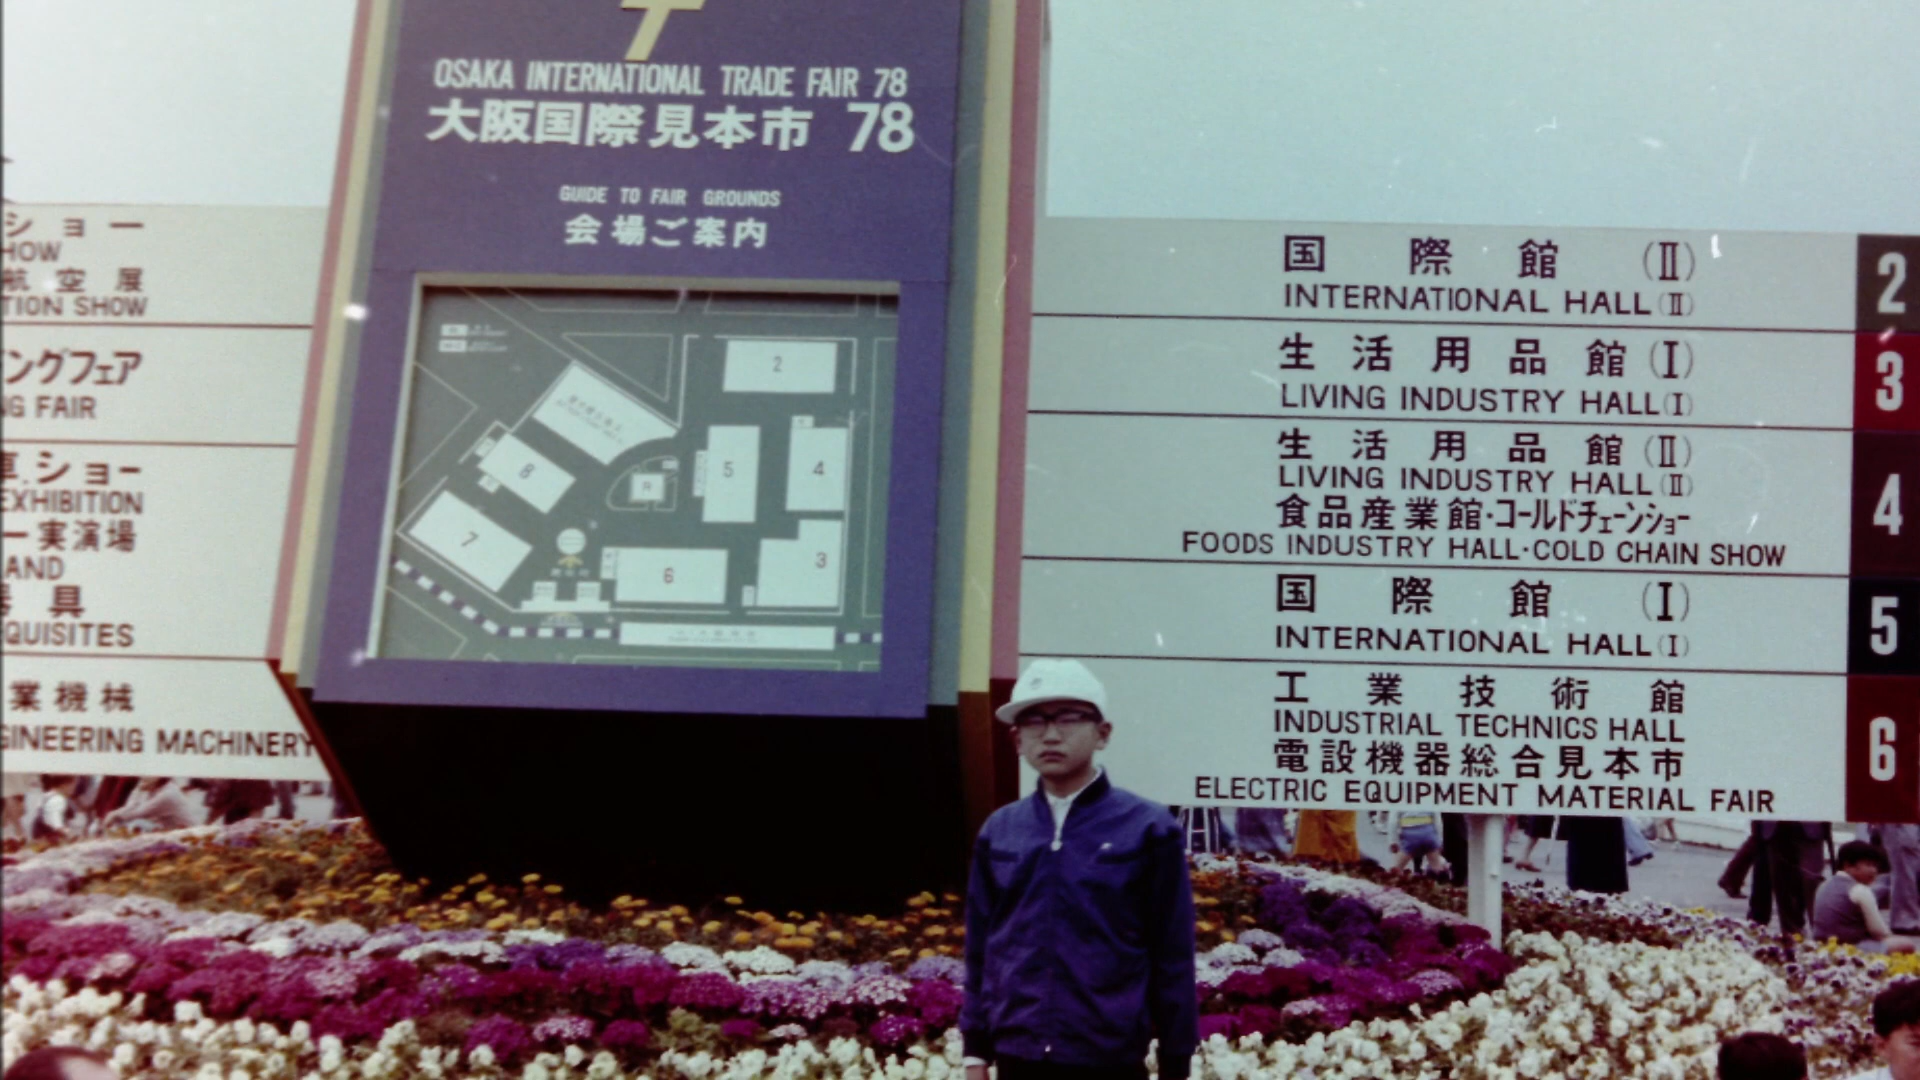 T
OSAKA INTERNATIONAL TRADE FAIR 78
大阪国際見本市 78
GUIDE TO FAIR GROUNDS
会場ご案内
2
8
5
4
7
6
3
ショー
HOW
航空展
TION SHOW
ングフェア
NG FAIR
車.ショー
EXHIBITION
ー実演場
AND
器具
QUISITES
業機械
GINEERING MACHINERY
国際館(II) 2
INTERNATIONAL HALL(II)
生活用品館(I) 3
LIVING INDUSTRY HALL(I)
生活用品館(II)
LIVING INDUSTRY HALL(II) 4
食品産業館・コールドチェーンショー
FOODS INDUSTRY HALL・COLD CHAIN SHOW
国際館(I) 5
INTERNATIONAL HALL(I)
工業技術館
INDUSTRIAL TECHNICS HALL 6
電設機器総合見本市
ELECTRIC EQUIPMENT MATERIAL FAIR